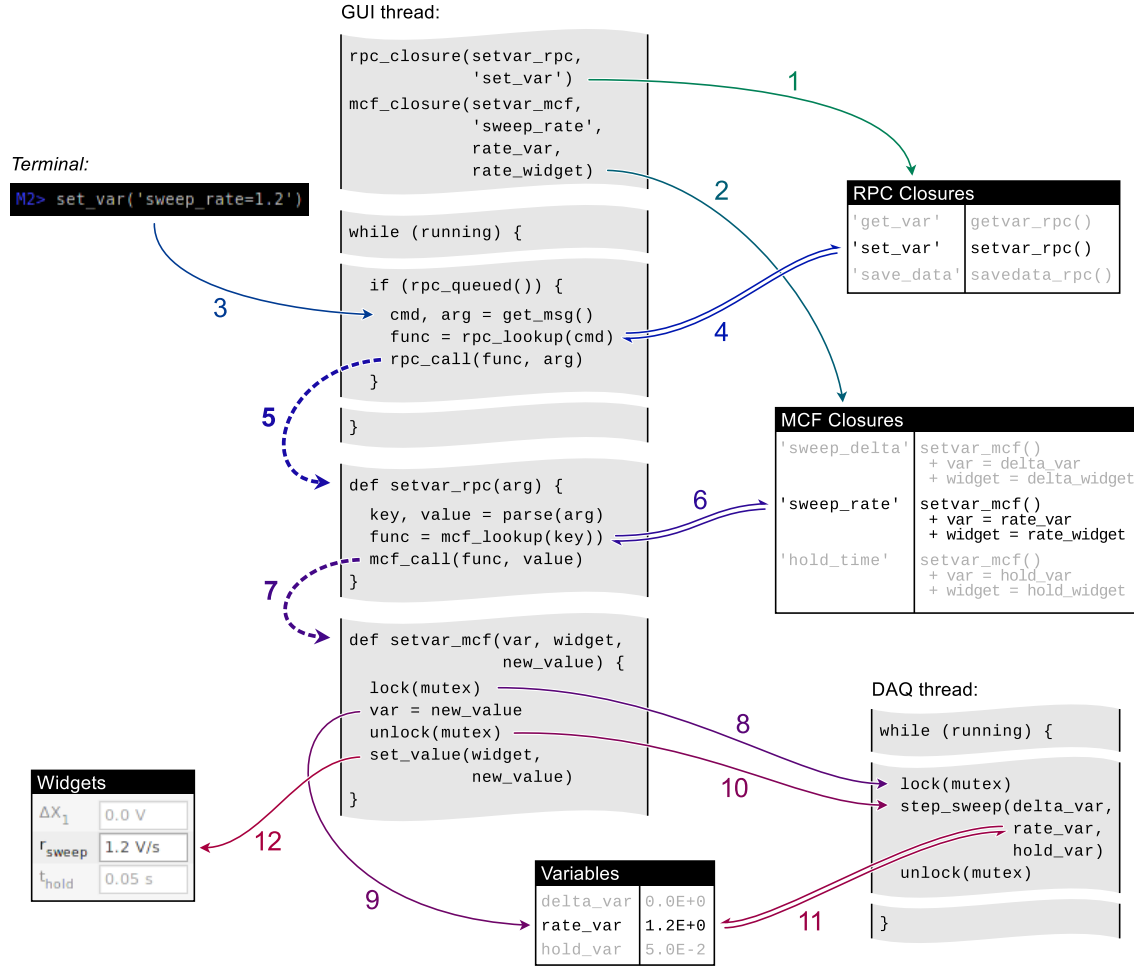 GUI thread:
rpc_closure(setvar_rpc,
'set_var')
mcf_closure(setvar_mcf,
'sweep_rate',
rate_var,
rate_widget)
1
2
Terminal:
M2> set_var('sweep_rate=1.2')
3
while (running) {
if (rpc_queued()) {
cmd, arg = get_msg()
func = rpc_lookup(cmd)
rpc_call(func, arg)
}
}
4
5
RPC Closures
'get_var' getvar_rpc()
'set_var' setvar_rpc()
'save_data' savedata_rpc()
def setvar_rpc(arg) {
key, value = parse(arg)
func = mcf_lookup(key))
mcf_call(func, value)
}
6
7
MCF Closures
'sweep_delta' setvar_mcf()
+ var = delta_var
+ widget = delta_widget
'sweep_rate' setvar_mcf()
+ var = rate_var
+ widget = rate_widget
'hold_time' setvar_mcf()
+ var = hold_var
+ widget = hold_widget
def setvar_mcf(var, widget,
new_value) {
lock(mutex)
var = new_value
unlock(mutex)
set_value(widget,
new_value)
}
8
10
DAQ thread:
while (running) {
lock(mutex)
step_sweep(delta_var,
rate_var,
hold_var)
unlock(mutex)
}
Widgets
ΔX1 0.0 V
rsweep 1.2 V/s
thold 0.05 s
12
9
Variables
delta_var 0.0E+0
rate_var 1.2E+0
hold_var 5.0E-2
11